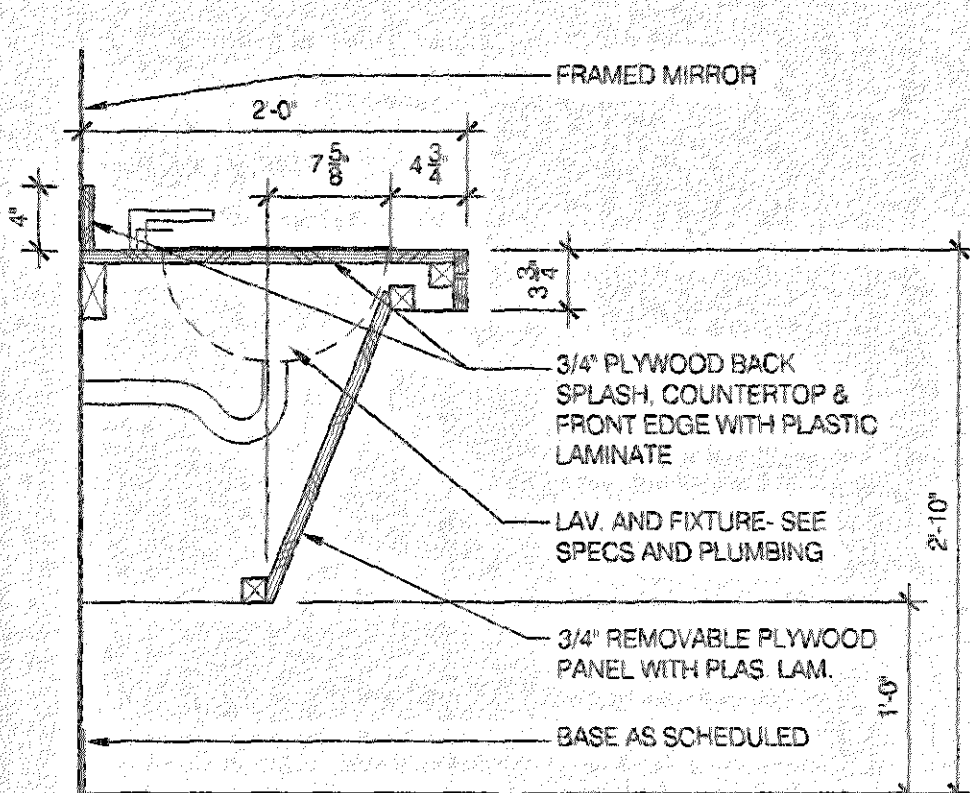 FRAMED MIRROR
2'-0"
7 5/8"
4 3/4"
4"
3 3/4"
3/4" PLYWOOD BACK
SPLASH, COUNTERTOP &
FRONT EDGE WITH PLASTIC
LAMINATE
LAV. AND FIXTURE- SEE
SPECS AND PLUMBING
2'-10"
3/4" REMOVABLE PLYWOOD
PANEL WITH PLAS. LAM.
1'-0"
BASE AS SCHEDULED